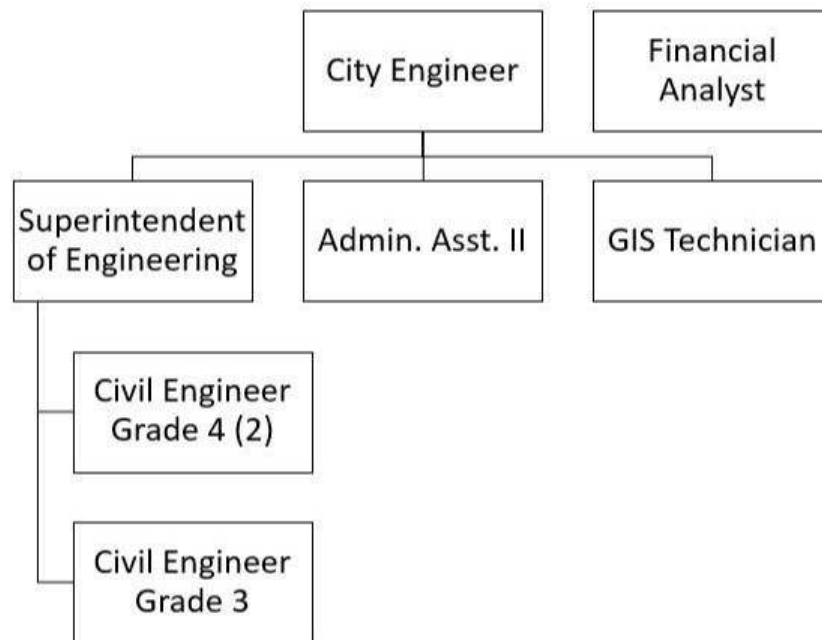 City Engineer
Financial
Analyst
Superintendent
of Engineering
Admin. Asst. II
GIS Technician
Civil Engineer
Grade 4 (2)
Civil Engineer
Grade 3